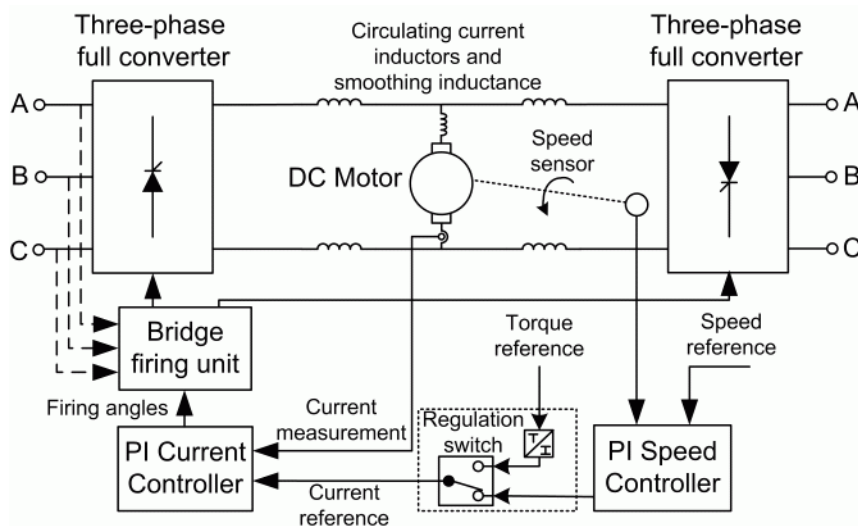 Three-phase
full converter
Circulating current
inductors and
smoothing inductance
Three-phase
full converter
A
B
C
DC Motor
Speed
sensor
A
B
C
Bridge
firing unit
Torque
reference
Speed
reference
Firing angles
Current
measurement
Regulation
switch
T
I
PI Current
Controller
Current
reference
PI Speed
Controller